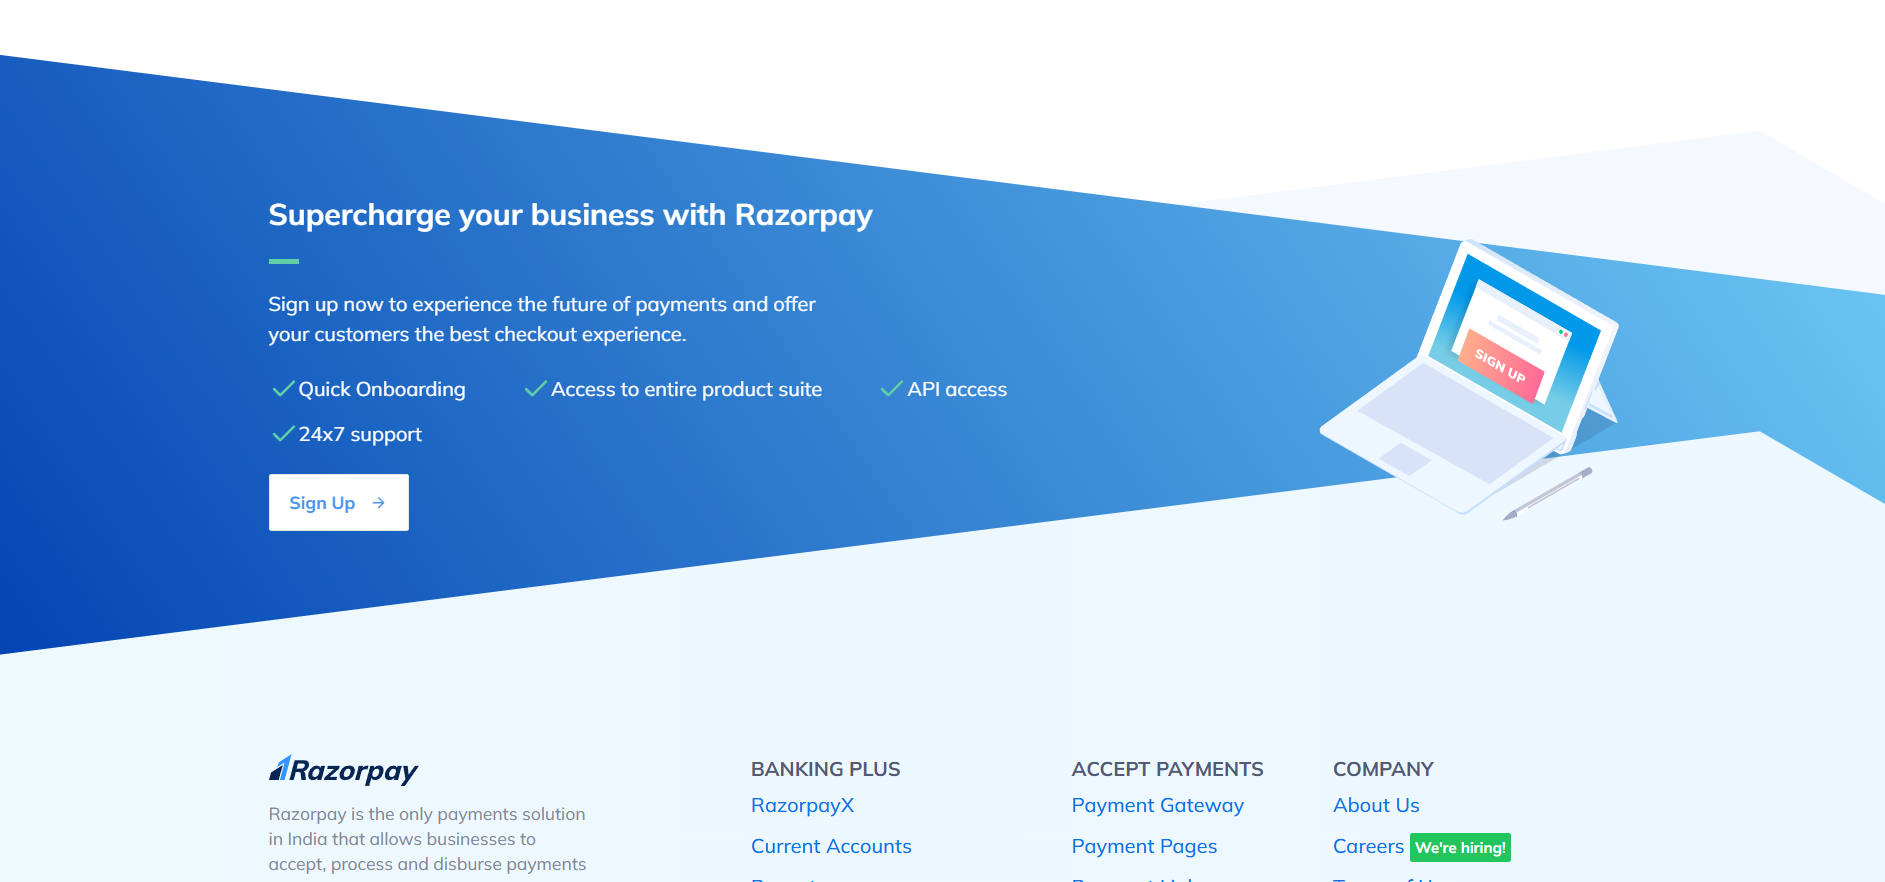 Supercharge your business with Razorpay
Sign up now to experience the future of payments and offer
your customers the best checkout experience.
Quick Onboarding
Access to entire product suite
API access
24x7 support
Sign Up
SIGN UP
Razorpay
Razorpay is the only payments solution
in India that allows businesses to
accept, process and disburse payments
BANKING PLUS
RazorpayX
Current Accounts
ACCEPT PAYMENTS
Payment Gateway
Payment Pages
COMPANY
About Us
Careers We're hiring!